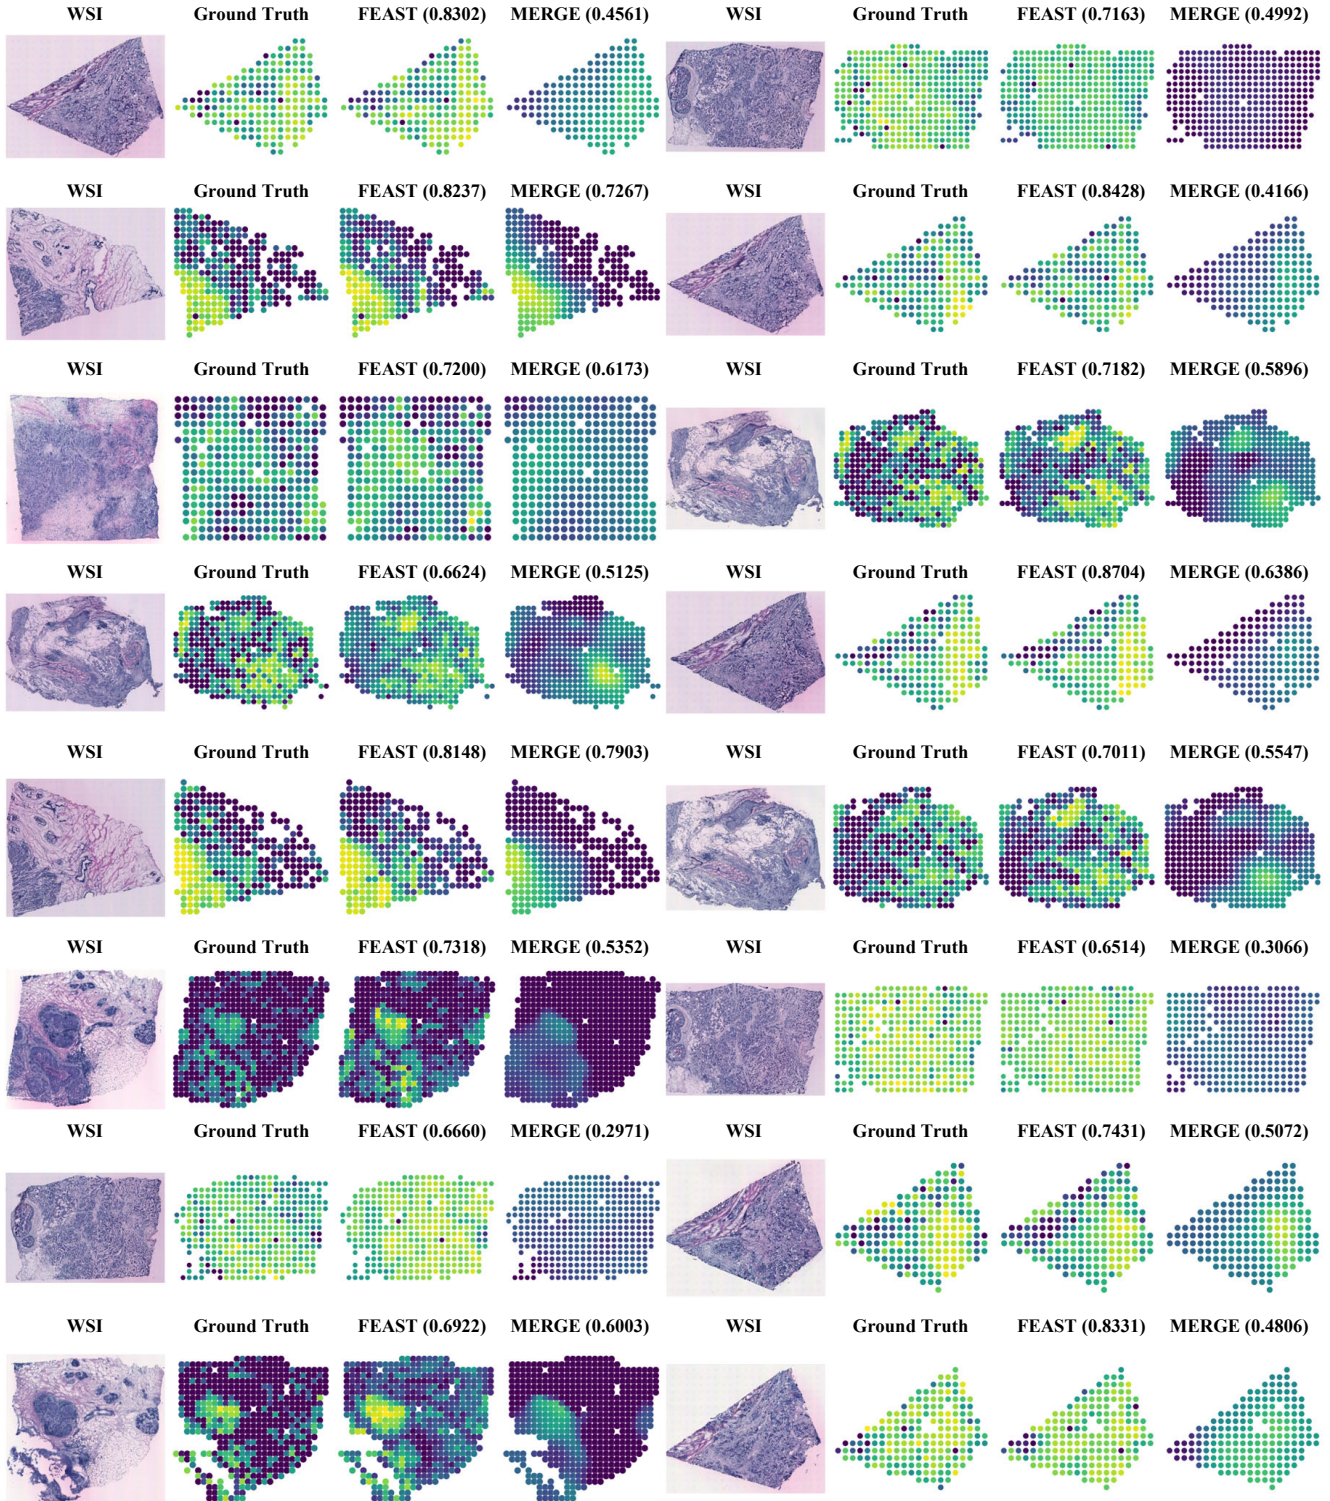 WSI Ground Truth FEAST (0.8302) MERGE (0.4561) WSI Ground Truth FEAST (0.7163) MERGE (0.4992)
WSI Ground Truth FEAST (0.8237) MERGE (0.7267) WSI Ground Truth FEAST (0.8428) MERGE (0.4166)
WSI Ground Truth FEAST (0.7200) MERGE (0.6173) WSI Ground Truth FEAST (0.7182) MERGE (0.5896)
WSI Ground Truth FEAST (0.6624) MERGE (0.5125) WSI Ground Truth FEAST (0.8704) MERGE (0.6386)
WSI Ground Truth FEAST (0.8148) MERGE (0.7903) WSI Ground Truth FEAST (0.7011) MERGE (0.5547)
WSI Ground Truth FEAST (0.7318) MERGE (0.5352) WSI Ground Truth FEAST (0.6514) MERGE (0.3066)
WSI Ground Truth FEAST (0.6660) MERGE (0.2971) WSI Ground Truth FEAST (0.7431) MERGE (0.5072)
WSI Ground Truth FEAST (0.6922) MERGE (0.6003) WSI Ground Truth FEAST (0.8331) MERGE (0.4806)